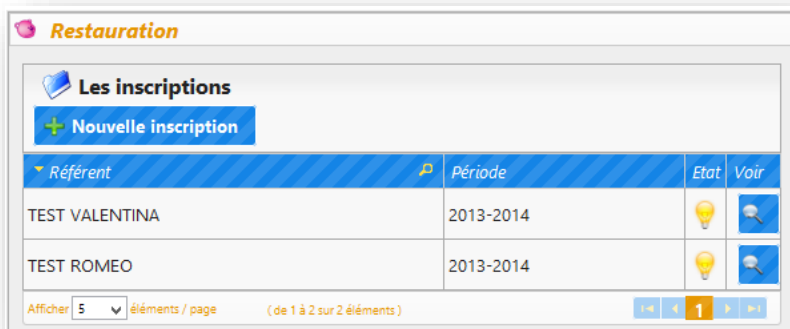 Restauration
Les inscriptions
Nouvelle inscription
Référent Période Etat Voir
TEST VALENTINA 2013-2014
TEST ROMEO 2013-2014
Afficher 5 éléments / page ( de 1 à 2 sur 2 éléments ) 1